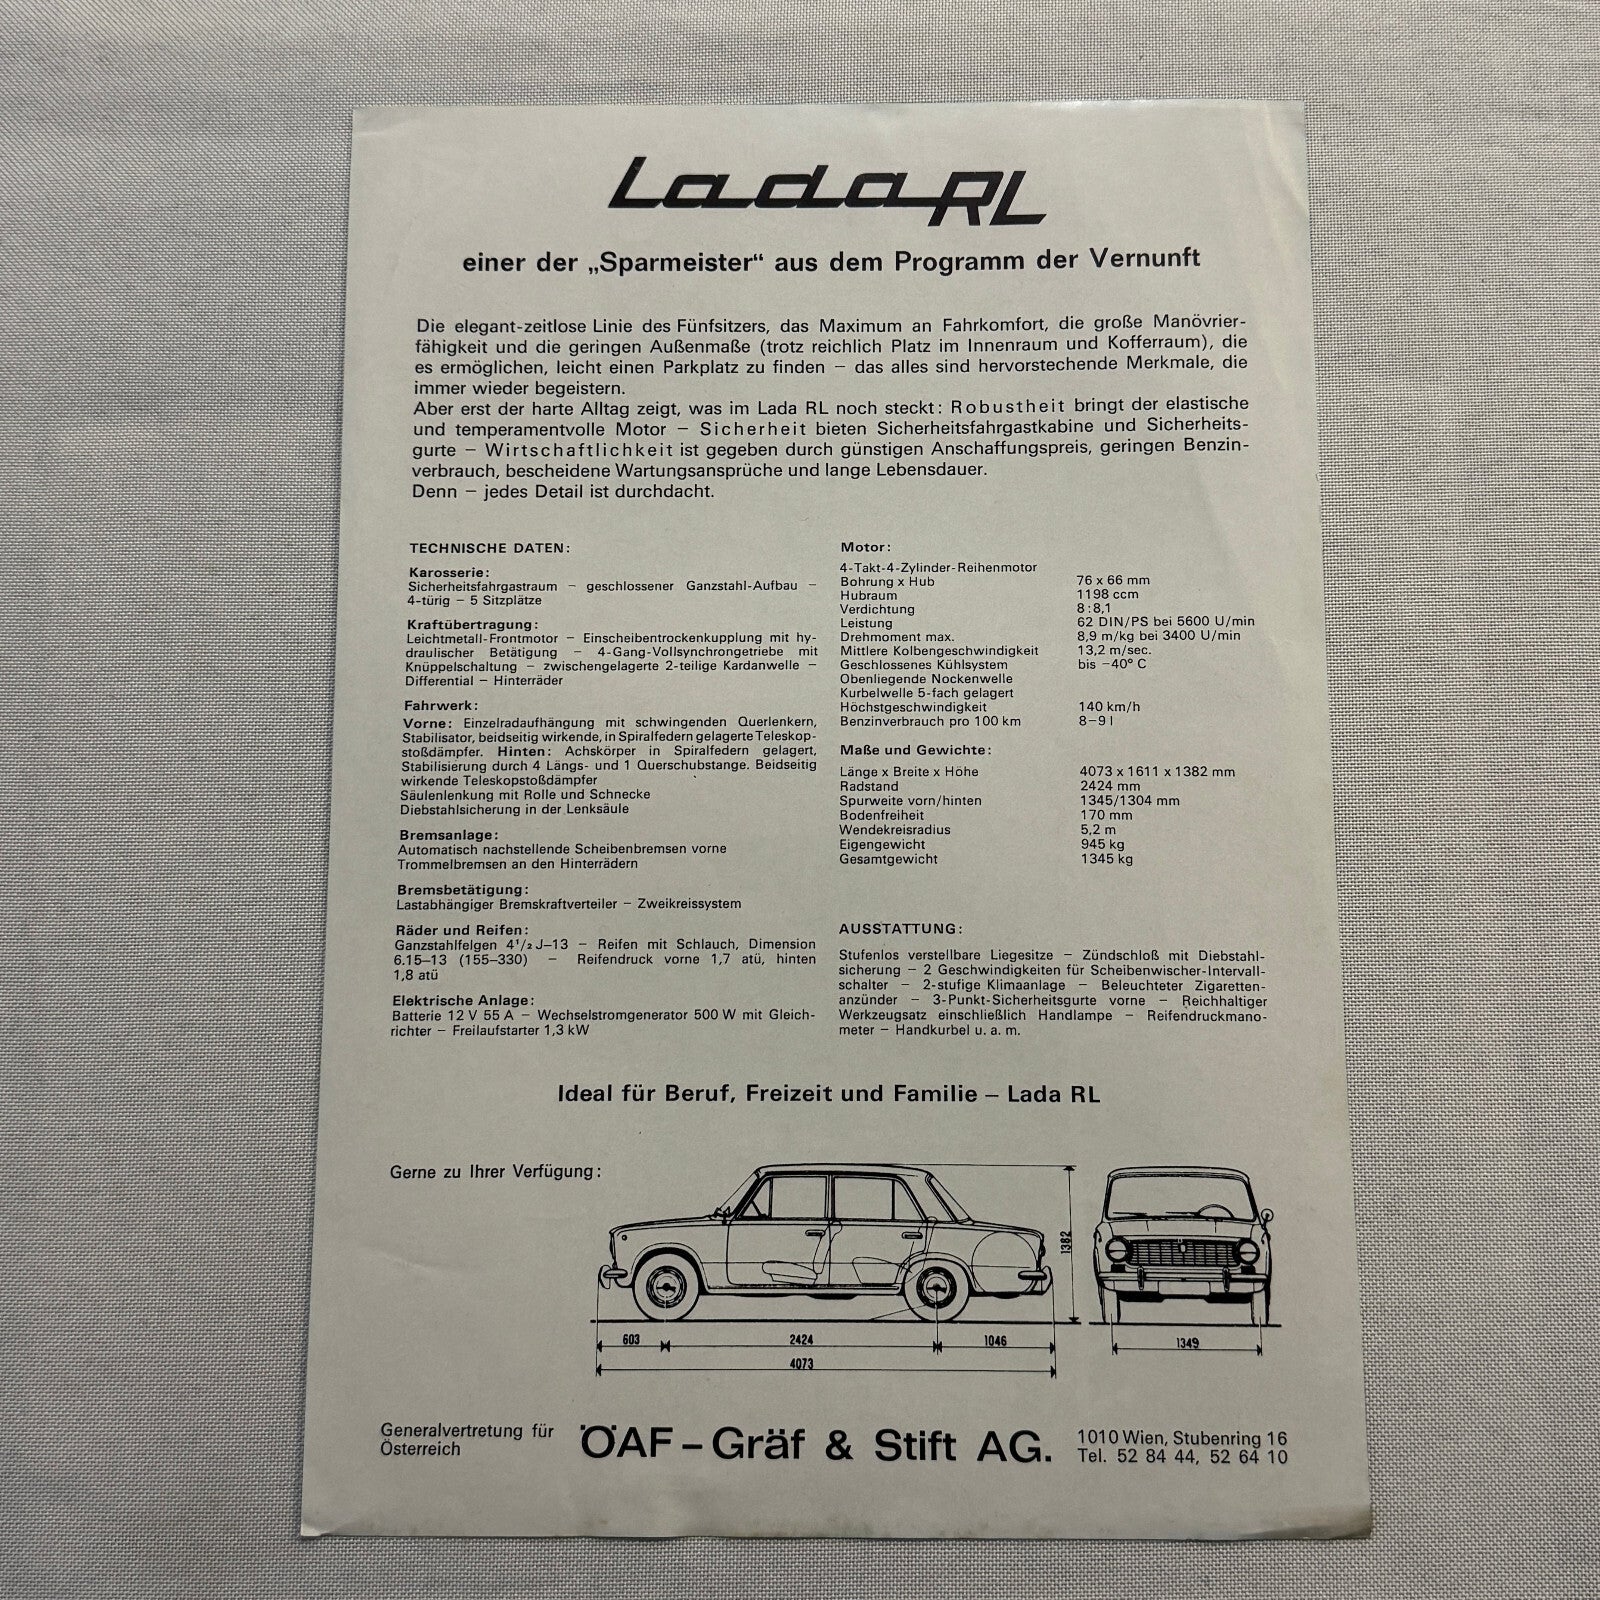 Lada RL
einer der „Sparmeister“ aus dem Programm der Vernunft
Die elegant-zeitlose Linie des Fünfsitzers, das Maximum an Fahrkomfort, die große Manövrier-
fähigkeit und die geringen Außenmaße (trotz reichlich Platz im Innenraum und Kofferraum), die
es ermöglichen, leicht einen Parkplatz zu finden – das alles sind hervorstechende Merkmale, die
immer wieder begeistern.
Aber erst der harte Alltag zeigt, was im Lada RL noch steckt: Robustheit bringt der elastische
und temperamentvolle Motor – Sicherheit bieten Sicherheitsfahrgastkabine und Sicherheits-
gurte – Wirtschaftlichkeit ist gegeben durch günstigen Anschaffungspreis, geringen Benzin-
verbrauch, bescheidene Wartungsansprüche und lange Lebensdauer.
Denn – jedes Detail ist durchdacht.
TECHNISCHE DATEN:
Karosserie:
Sicherheitsfahrgastraum – geschlossener Ganzstahl-Aufbau –
4-türig – 5 Sitzplätze
Kraftübertragung:
Leichtmetall-Frontmotor – Einscheibentrockenkupplung mit hy-
draulischer Betätigung – 4-Gang-Vollsynchrongetriebe mit
Knüppelschaltung – zwischengelagerte 2-teilige Kardanwelle –
Differential – Hinterräder
Fahrwerk:
Vorne: Einzelradaufhängung mit schwingenden Querlenkern,
Stabilisator, beidseitig wirkende, in Spiralfedern gelagerte Teleskop-
stoßdämpfer. Hinten: Achskörper in Spiralfedern gelagert,
Stabilisierung durch 4 Längs- und 1 Querschubstange. Beidseitig
wirkende Teleskopstoßdämpfer
Säulenlenkung mit Rolle und Schnecke
Diebstahlsicherung in der Lenksäule
Bremsanlage:
Automatisch nachstellende Scheibenbremsen vorne
Trommelbremsen an den Hinterrädern
Bremsbetätigung:
Lastabhängiger Bremskraftverteiler – Zweikreissystem
Räder und Reifen:
Ganzstahlfelgen 4¹/₂ J–13 – Reifen mit Schlauch, Dimension
6.15–13 (155–330) – Reifendruck vorne 1,7 atü, hinten
1,8 atü
Elektrische Anlage:
Batterie 12 V 55 A – Wechselstromgenerator 500 W mit Gleich-
richter – Freilaufstarter 1,3 kW
Motor:
4-Takt-4-Zylinder-Reihenmotor
Bohrung x Hub 76 x 66 mm
Hubraum 1198 ccm
Verdichtung 8:8,1
Leistung 62 DIN/PS bei 5600 U/min
Drehmoment max. 8,9 m/kg bei 3400 U/min
Mittlere Kolbengeschwindigkeit 13,2 m/sec.
Geschlossenes Kühlsystem bis –40° C
Obenliegende Nockenwelle
Kurbelwelle 5-fach gelagert
Höchstgeschwindigkeit 140 km/h
Benzinverbrauch pro 100 km 8–9 l
Maße und Gewichte:
Länge x Breite x Höhe 4073 x 1611 x 1382 mm
Radstand 2424 mm
Spurweite vorn/hinten 1345/1304 mm
Bodenfreiheit 170 mm
Wendekreisradius 5,2 m
Eigengewicht 945 kg
Gesamtgewicht 1345 kg
AUSSTATTUNG:
Stufenlos verstellbare Liegesitze – Zündschloß mit Diebstahl-
sicherung – 2 Geschwindigkeiten für Scheibenwischer-Intervall-
schalter – 2-stufige Klimaanlage – Beleuchteter Zigaretten-
anzünder – 3-Punkt-Sicherheitsgurte vorne – Reichhaltiger
Werkzeugsatz einschließlich Handlampe – Reifendruckmano-
meter – Handkurbel u. a. m.
Ideal für Beruf, Freizeit und Familie – Lada RL
Gerne zu Ihrer Verfügung:
1382
603 2424 1046 1349
4073
Generalvertretung für
Österreich
ÖAF – Gräf & Stift AG.
1010 Wien, Stubenring 16
Tel. 52 84 44, 52 64 10